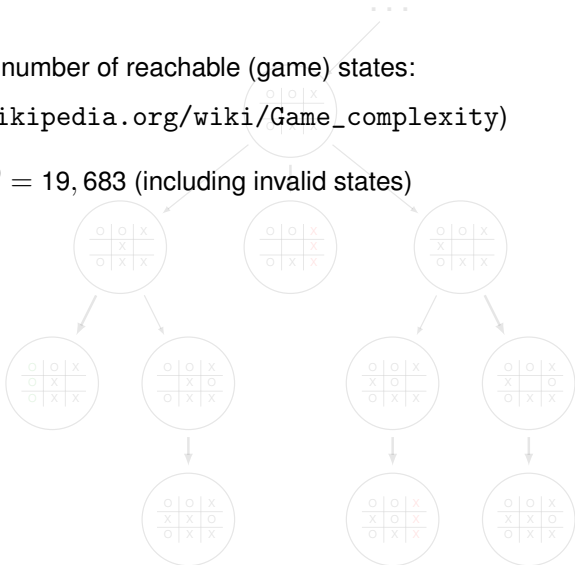 ...
number of reachable (game) states:
O O X
ikipedia.org/wiki/Game_complexity)
= 19, 683 (including invalid states)
O O X O O X O O X
X X X
O X X O X X O X X
O O X O O X O O X O O X
O X X O X O X O
O X X O X X O X X O X X
O O X O O X O O X
X X O X O X X X O
O X X O X X O X X